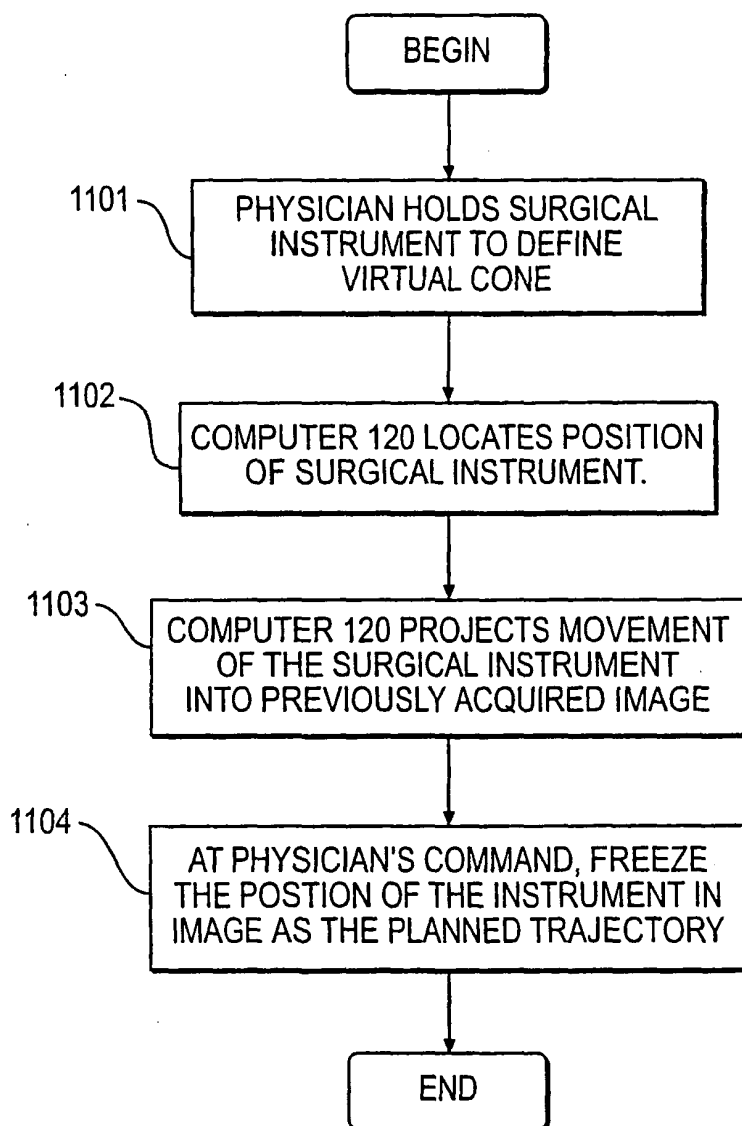 BEGIN
1101
PHYSICIAN HOLDS SURGICAL
INSTRUMENT TO DEFINE
VIRTUAL CONE
1102
COMPUTER 120 LOCATES POSITION
OF SURGICAL INSTRUMENT.
1103
COMPUTER 120 PROJECTS MOVEMENT
OF THE SURGICAL INSTRUMENT
INTO PREVIOUSLY ACQUIRED IMAGE
1104
AT PHYSICIAN'S COMMAND, FREEZE
THE POSTION OF THE INSTRUMENT IN
IMAGE AS THE PLANNED TRAJECTORY
END